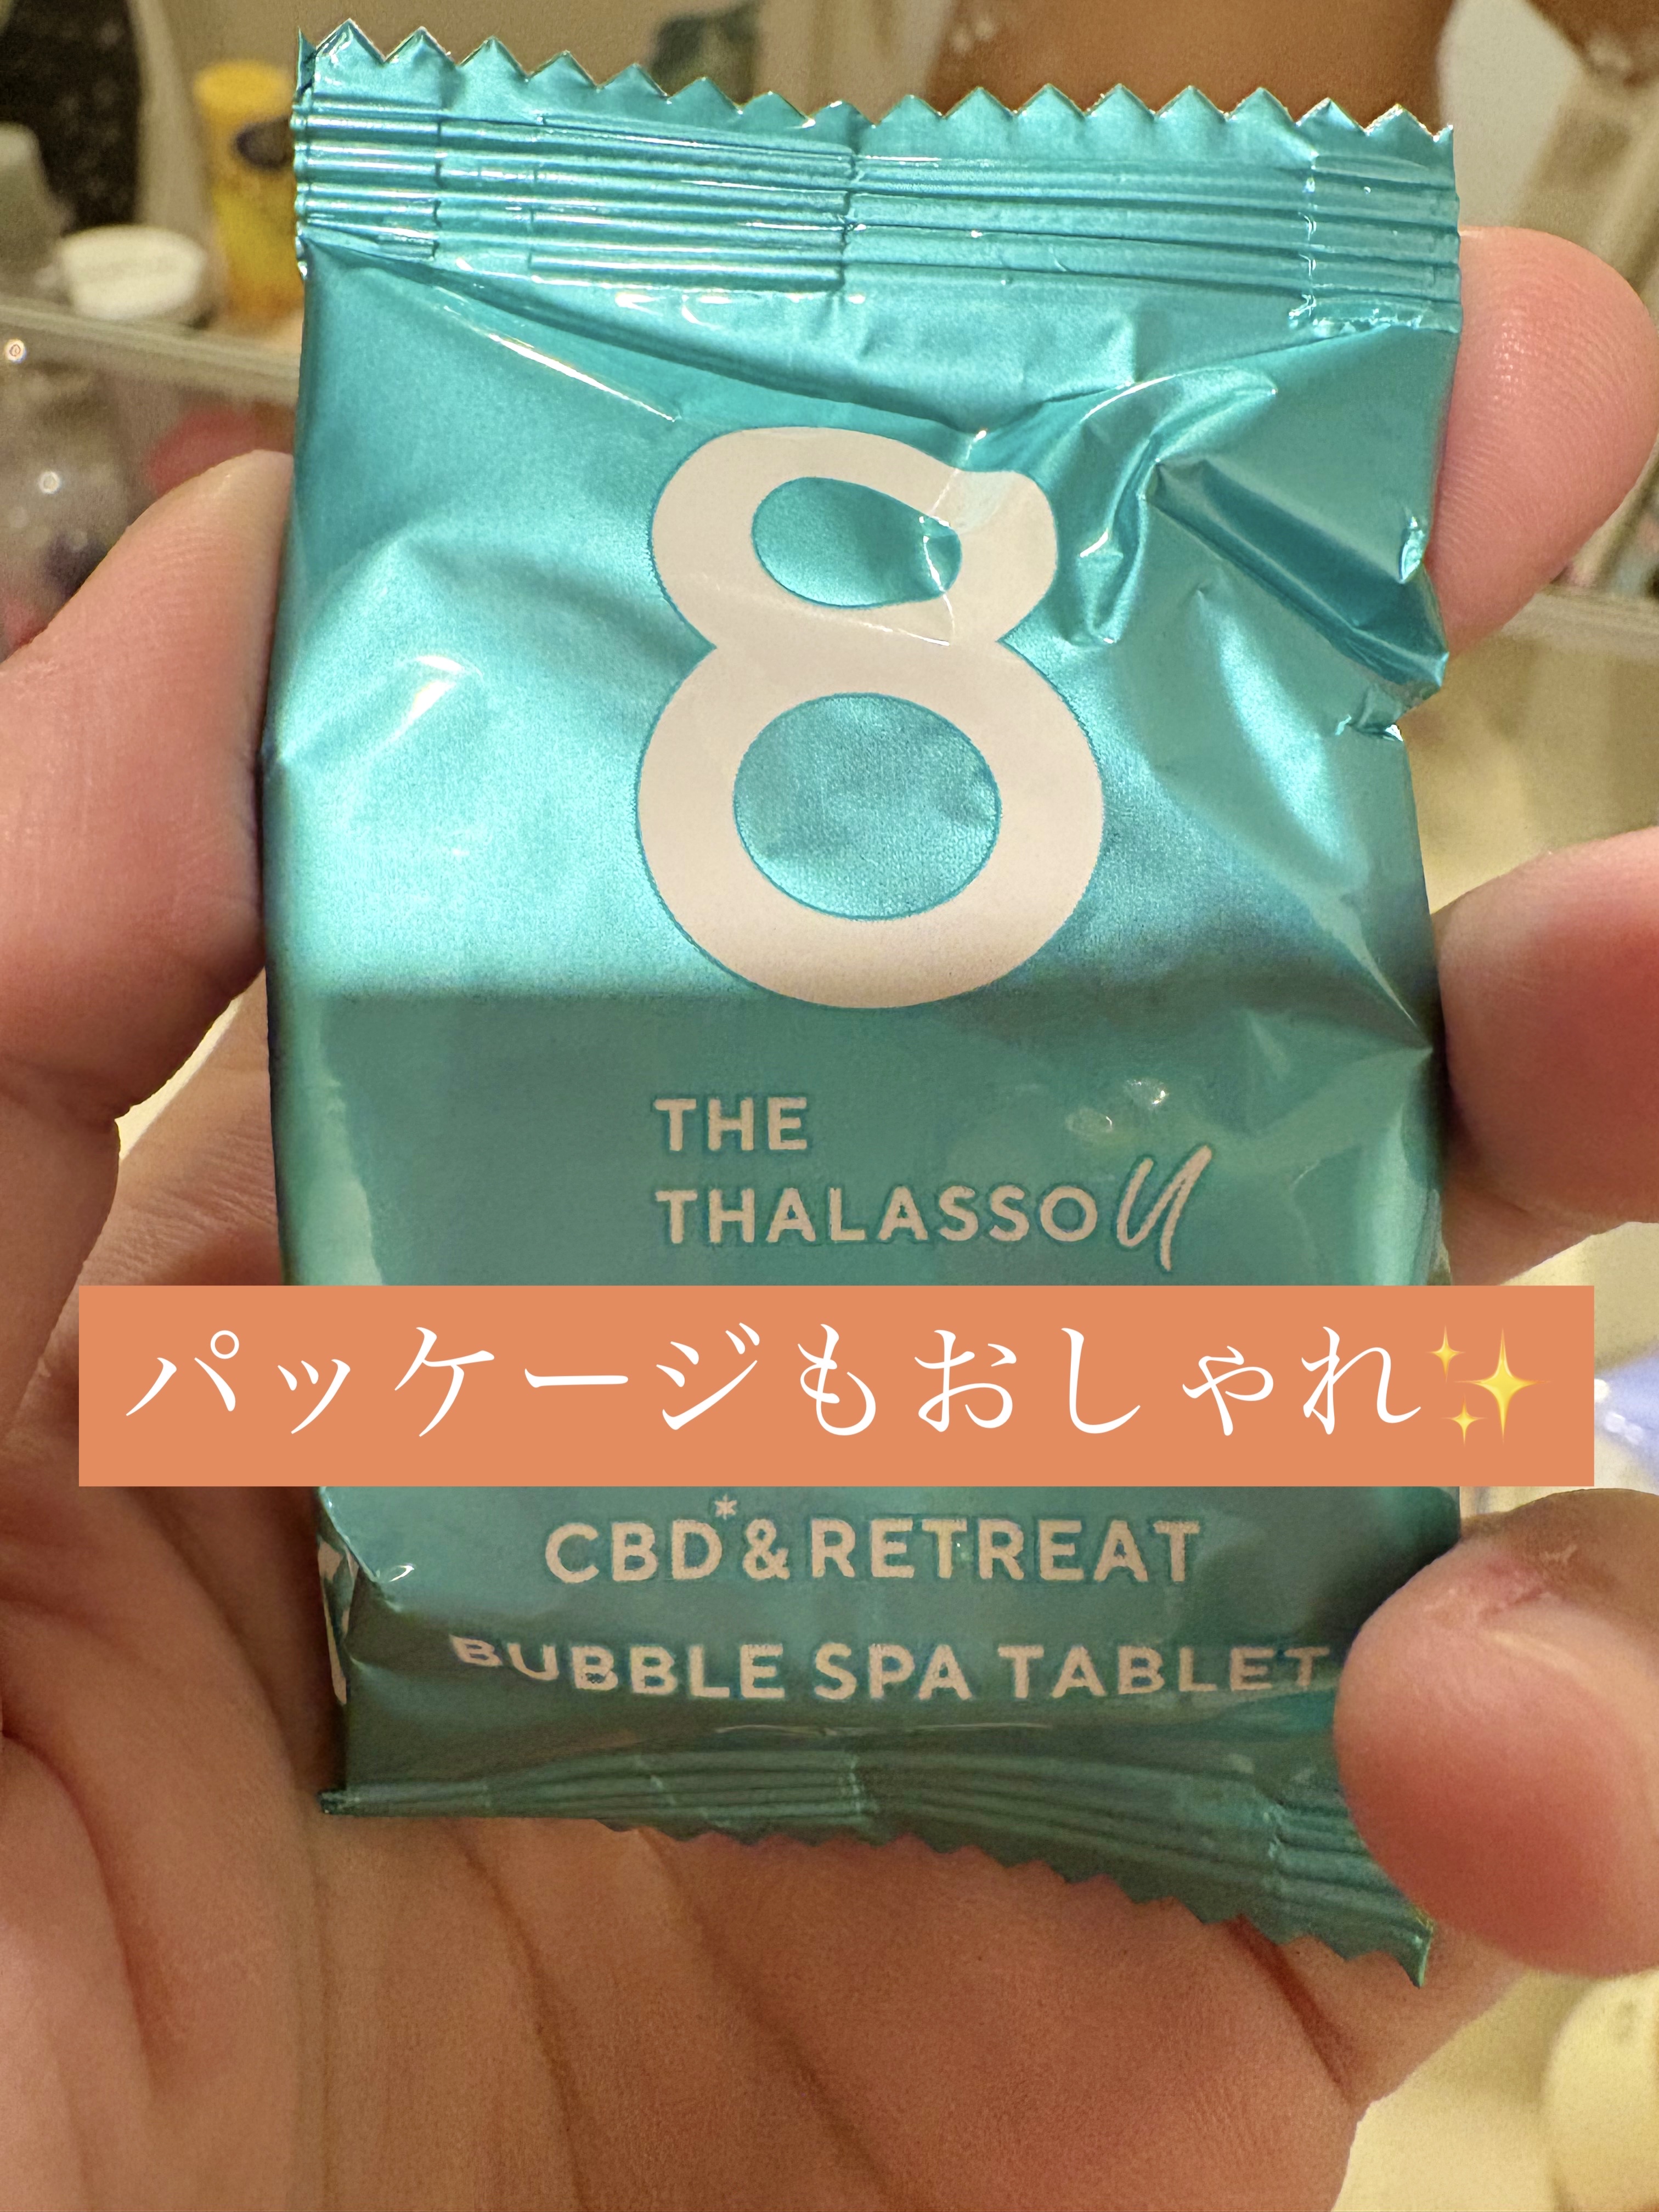 8
THE
THALASSO U
パッケージもおしゃれ✨
CBD*&RETREAT
BUBBLE SPA TABLET